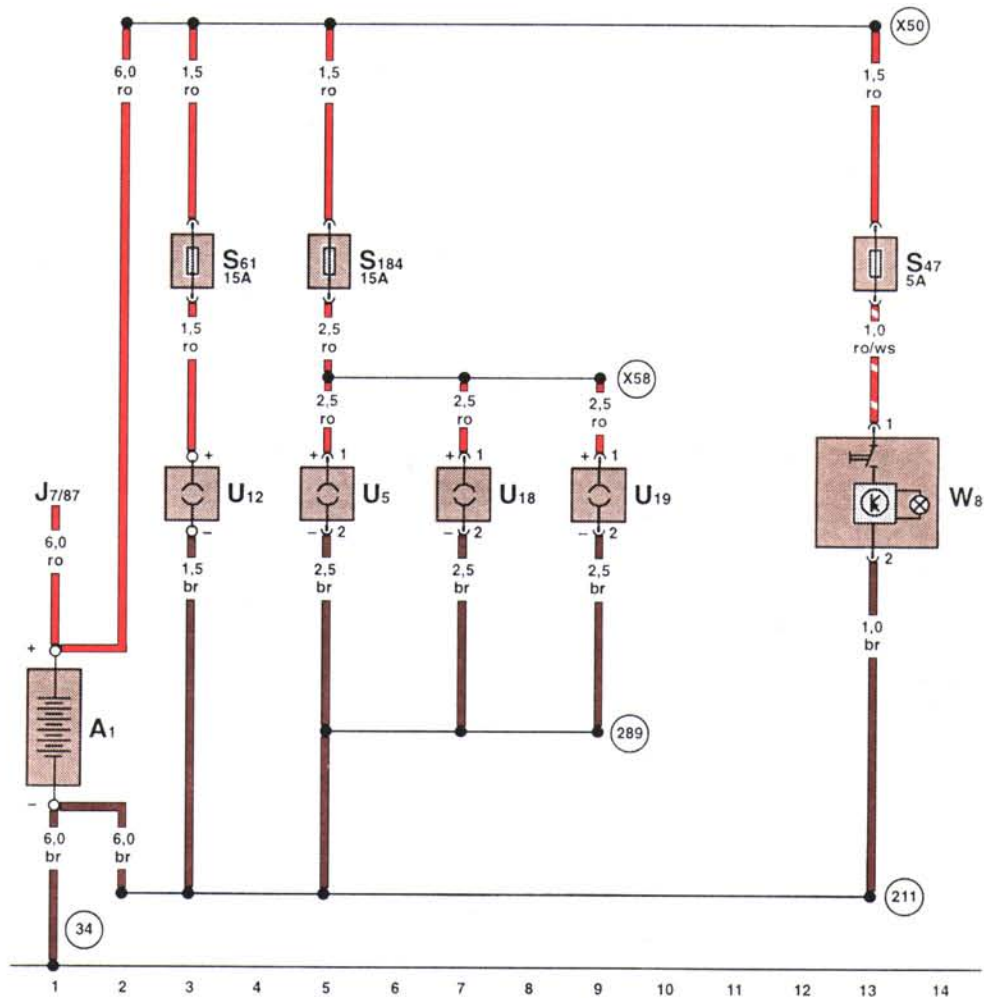 X50
6,0 1,5 1,5 1,5
ro ro ro ro
S61 S184 S47
15A 15A 5A
1,5 2,5 1,0
ro ro ro/ws
X58
2,5 2,5 2,5
ro ro ro
1
+ + 1 + 1 + 1
U12 U5 U18 U19 W8
J7/87
− − 2 − 2 − 2 2
6,0 1,5 2,5 2,5 2,5
ro br br br br
1,0
br
+
A1
289
−
6,0 6,0
br br
211
34
1 2 3 4 5 6 7 8 9 10 11 12 13 14